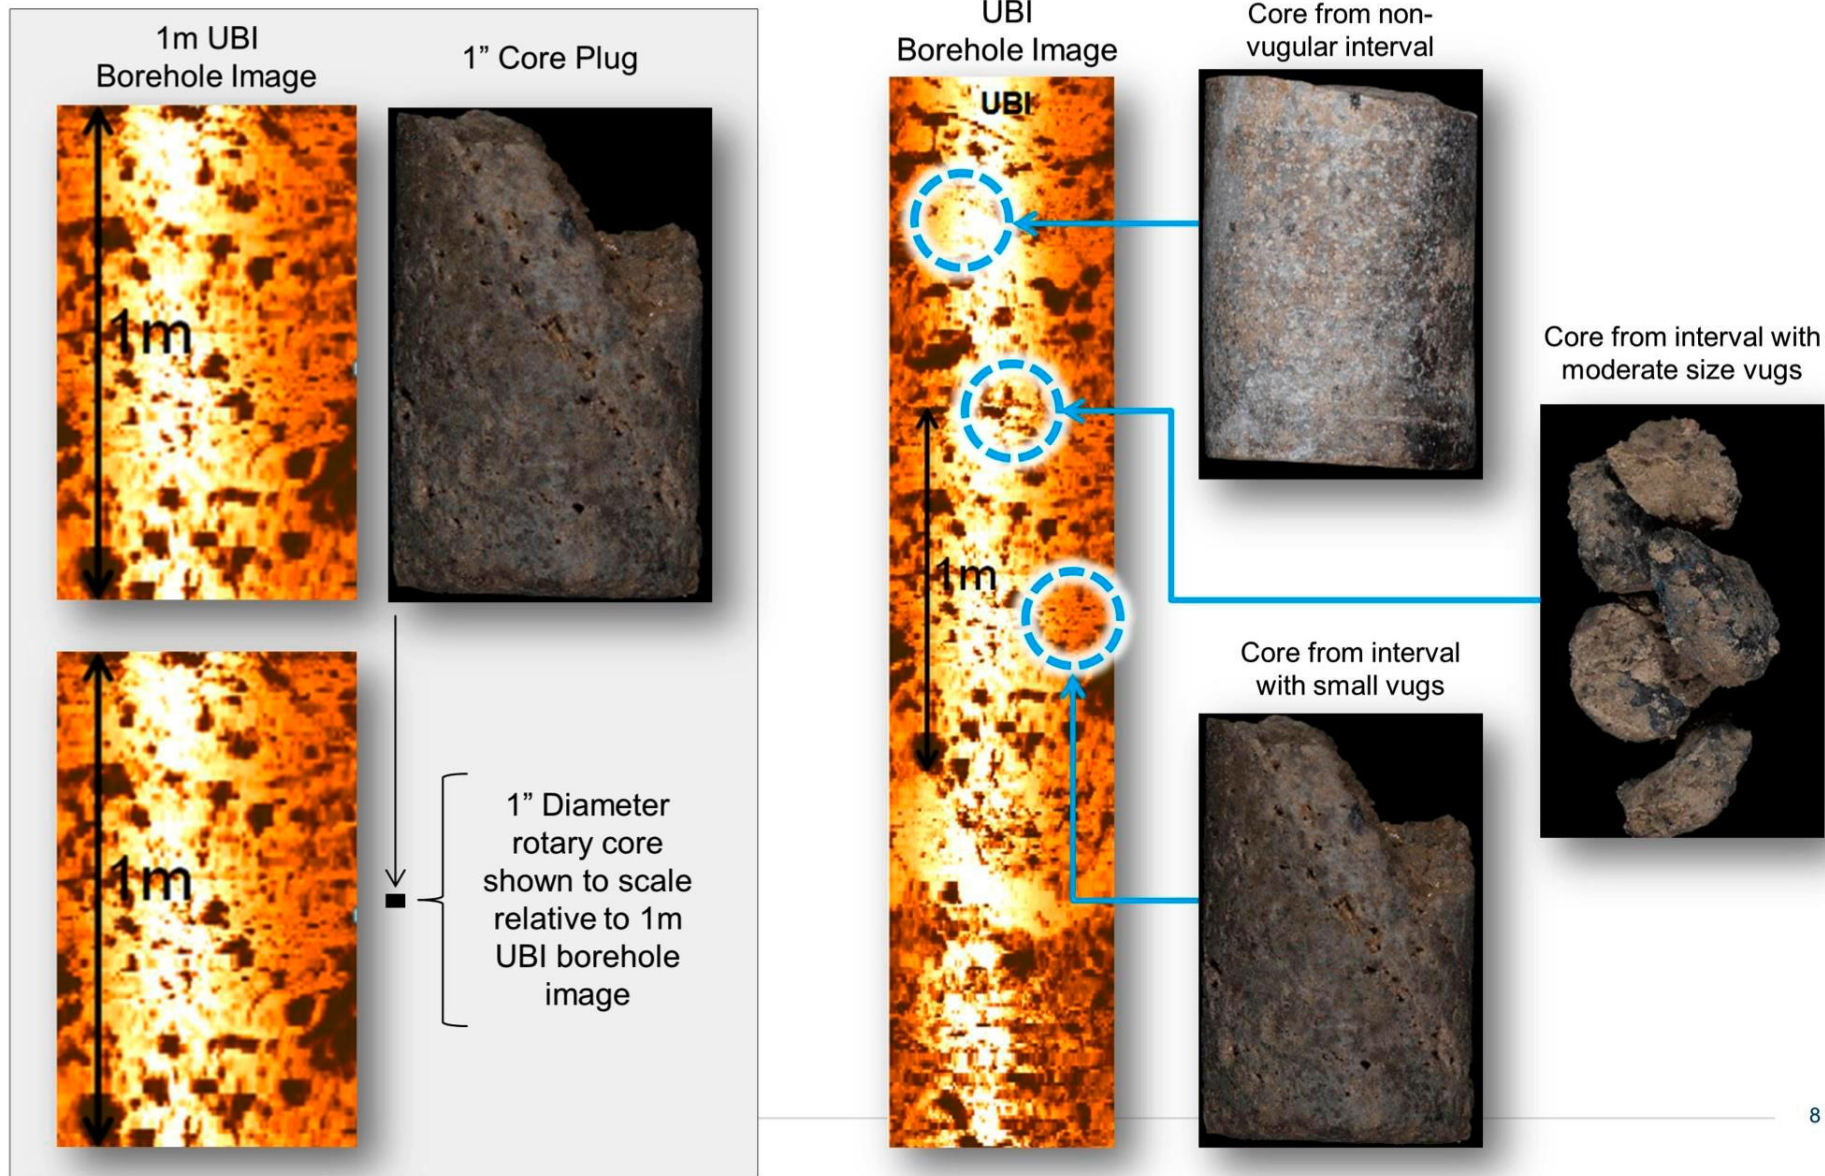 1m UBI
Borehole Image
1” Core Plug
1m
1m
1” Diameter
rotary core
shown to scale
relative to 1m
UBI borehole
image
UBI
Borehole Image
UBI
1m
Core from non-
vugular interval
Core from interval with
moderate size vugs
Core from interval
with small vugs
8